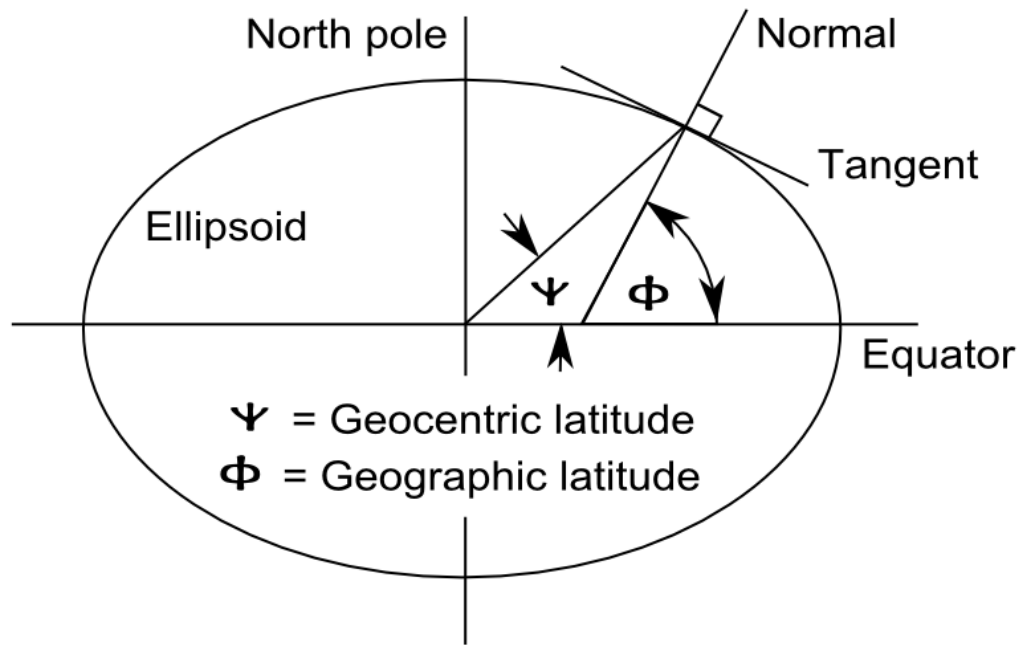 North pole
Normal
Tangent
Ellipsoid
Ψ
Φ
Equator
Ψ = Geocentric latitude
Φ = Geographic latitude